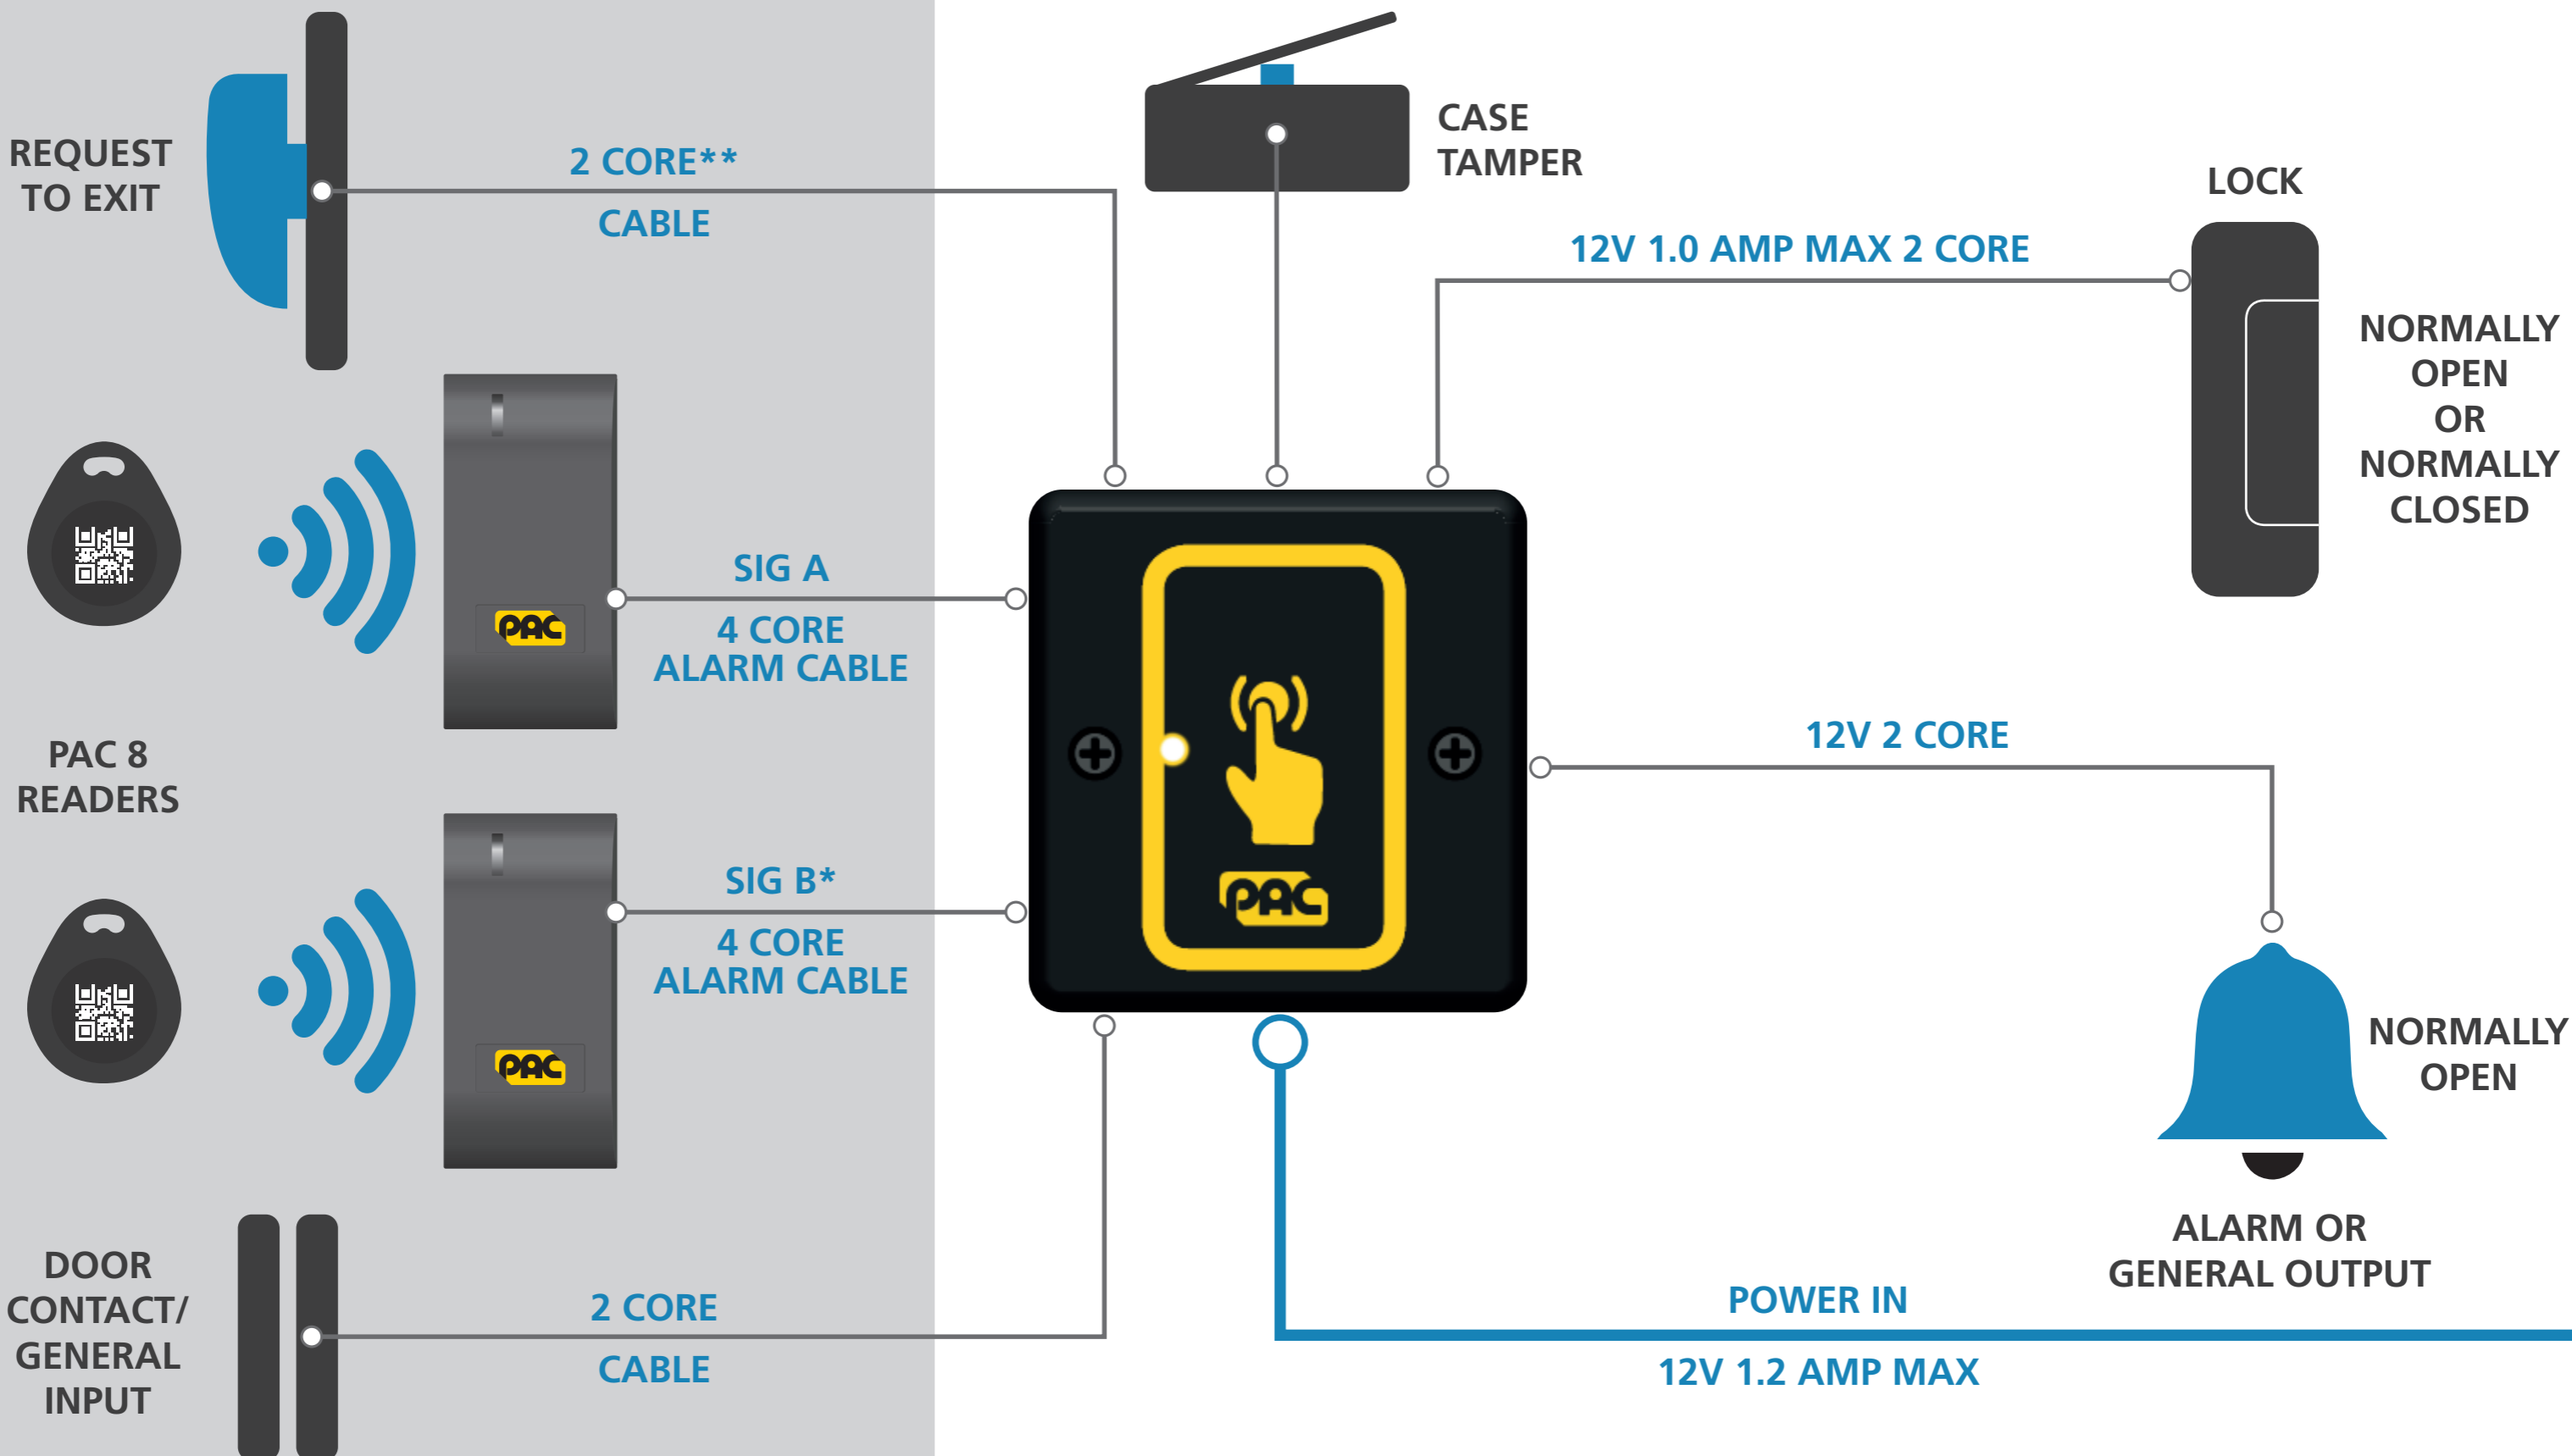 REQUEST
TO EXIT
2 CORE**
CABLE
CASE
TAMPER
LOCK
12V 1.0 AMP MAX 2 CORE
NORMALLY
OPEN
OR
NORMALLY
CLOSED
SIG A
4 CORE
ALARM CABLE
PAC
PAC 8
READERS
12V 2 CORE
SIG B*
4 CORE
ALARM CABLE
PAC
PAC
NORMALLY
OPEN
ALARM OR
GENERAL OUTPUT
DOOR
CONTACT/
GENERAL
INPUT
2 CORE
CABLE
POWER IN
12V 1.2 AMP MAX